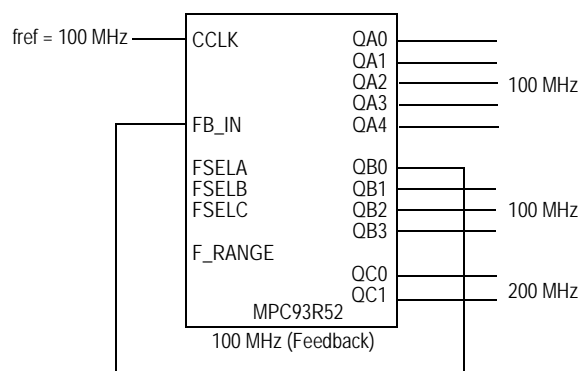 fref = 100 MHz
CCLK
QA0
QA1
QA2
QA3
QA4
100 MHz
FB_IN
FSELA
FSELB
FSELC
QB0
QB1
QB2
QB3
100 MHz
F_RANGE
QC0
QC1
200 MHz
MPC93R52
100 MHz (Feedback)